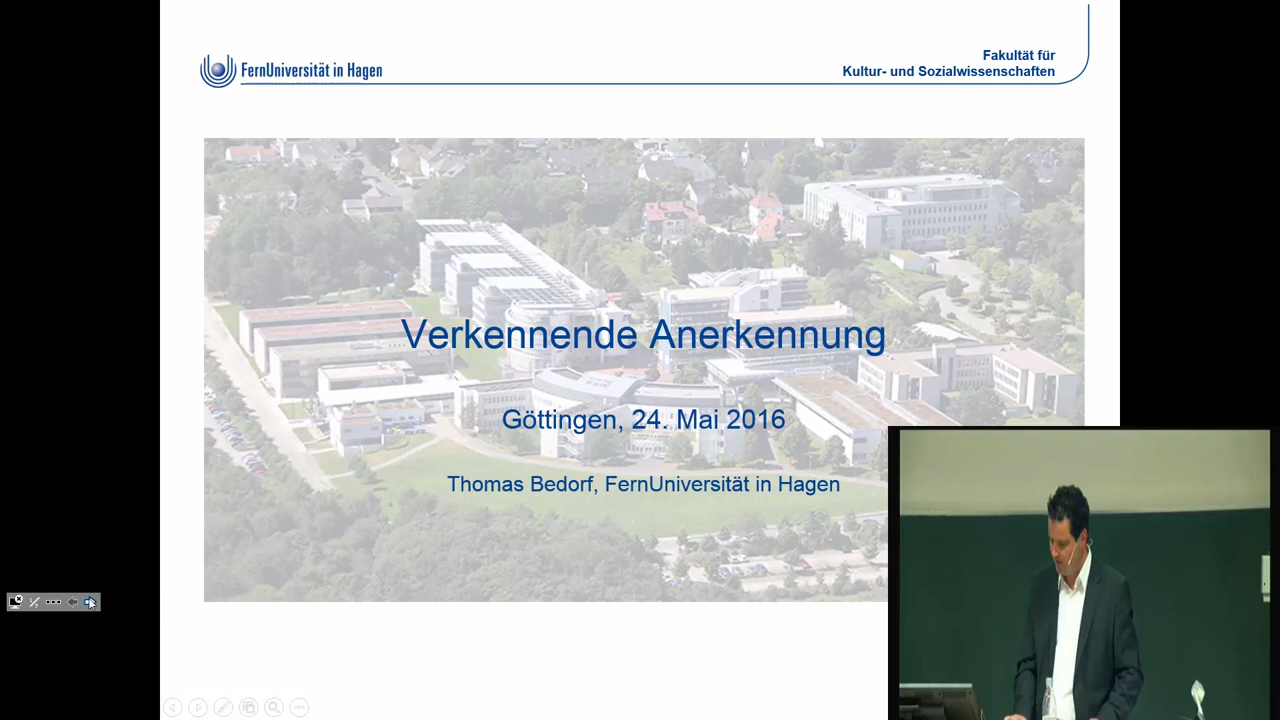 FernUniversität in Hagen
Fakultät für
Kultur- und Sozialwissenschaften
Verkennende Anerkennung
Göttingen, 24. Mai 2016
Thomas Bedorf, FernUniversität in Hagen